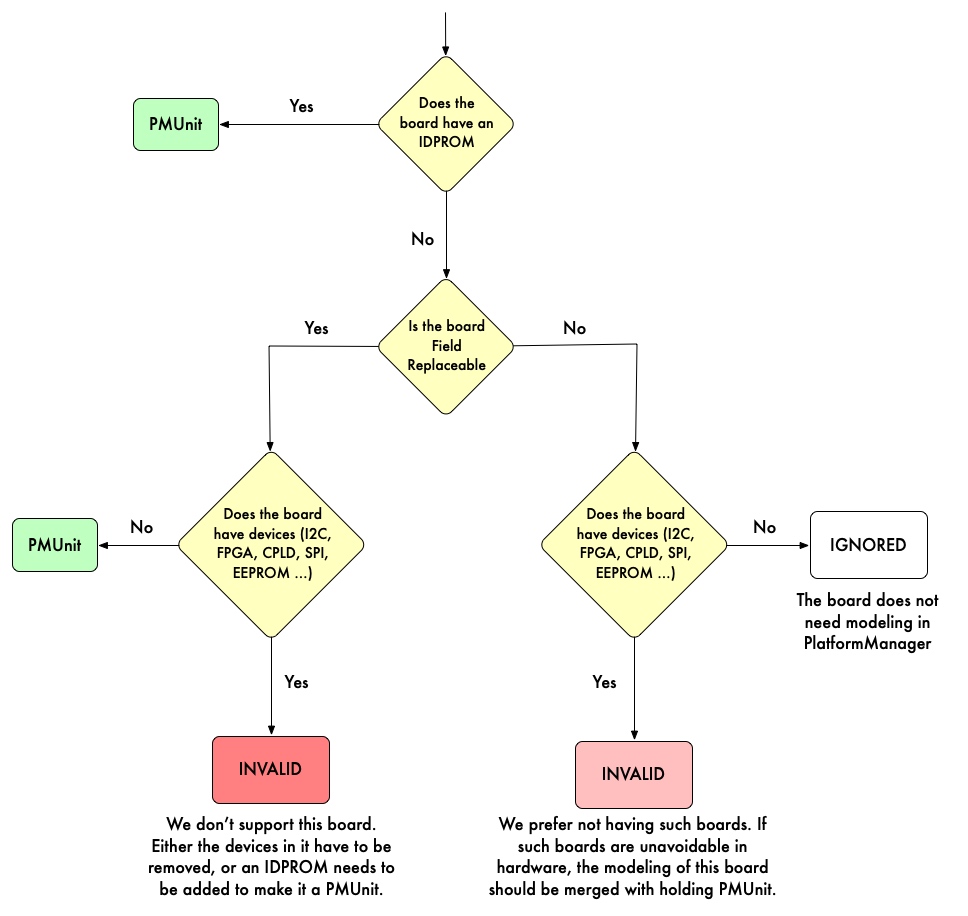 Does the
board have an
IDPROM
Yes
PMUnit
No
Is the board
Field
Replaceable
Yes
No
Does the board
have devices (I2C,
FPGA, CPLD, SPI,
EEPROM ...)
No
PMUnit
Yes
INVALID
We don't support this board.
Either the devices in it have to be
removed, or an IDPROM needs to
be added to make it a PMUnit.
Does the board
have devices (I2C,
FPGA, CPLD, SPI,
EEPROM ...)
No
IGNORED
The board does not
need modeling in
PlatformManager
Yes
INVALID
We prefer not having such boards. If
such boards are unavoidable in
hardware, the modeling of this board
should be merged with holding PMUnit.